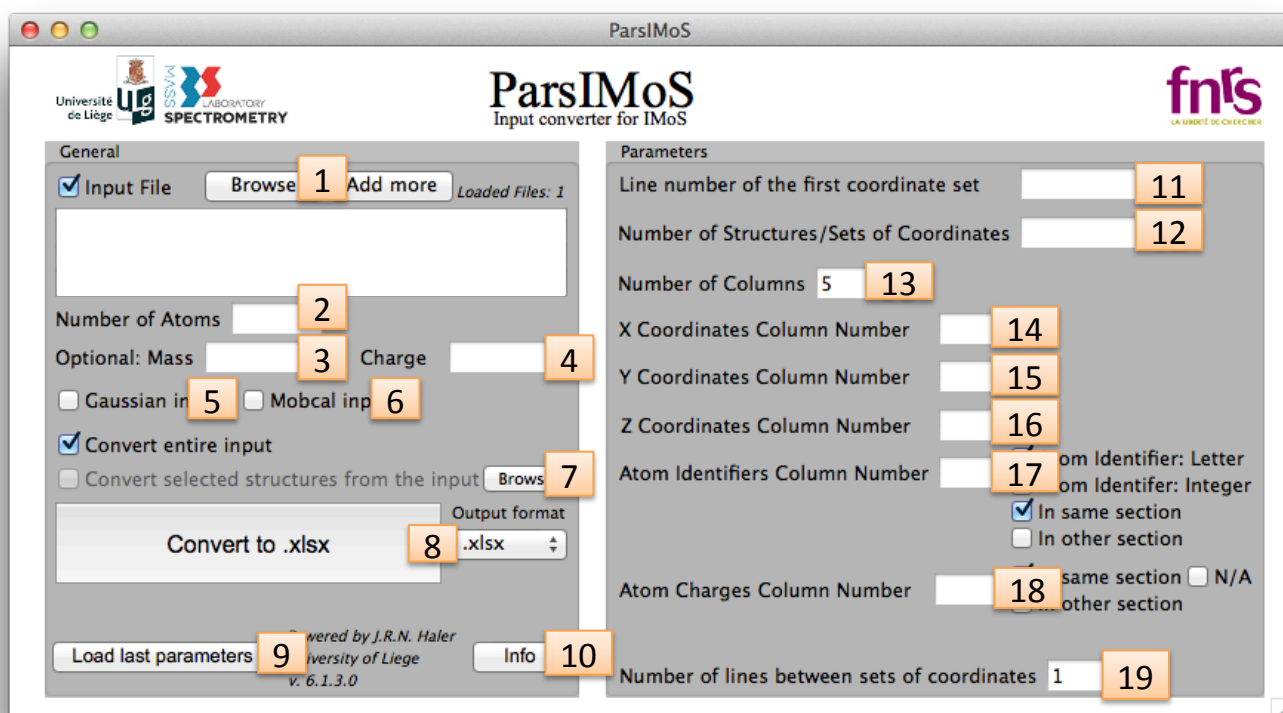 ParsIMoS
Université
de Liège
ULg
MASS
LABORATORY
SPECTROMETRY
ParsIMoS
Input converter for IMoS
fnrs
LA LIBERTÉ DE CHERCHER
General
Input File
Browse 1 Add more
Loaded Files: 1
Number of Atoms 2
Optional: Mass 3 Charge 4
Gaussian in 5 Mobcal inp 6
Convert entire input
Convert selected structures from the input Brows 7
Output format
Convert to .xlsx 8 .xlsx
Powered by J.R.N. Haler
Load last parameters 9 University of Liege Info 10
v. 6.1.3.0
Parameters
Line number of the first coordinate set 11
Number of Structures/Sets of Coordinates 12
Number of Columns 5 13
X Coordinates Column Number 14
Y Coordinates Column Number 15
Z Coordinates Column Number 16
Atom Identifiers Column Number 17
tom Identifier: Letter
tom Identifer: Integer
In same section
In other section
Atom Charges Column Number 18
same section N/A
other section
Number of lines between sets of coordinates 1 19